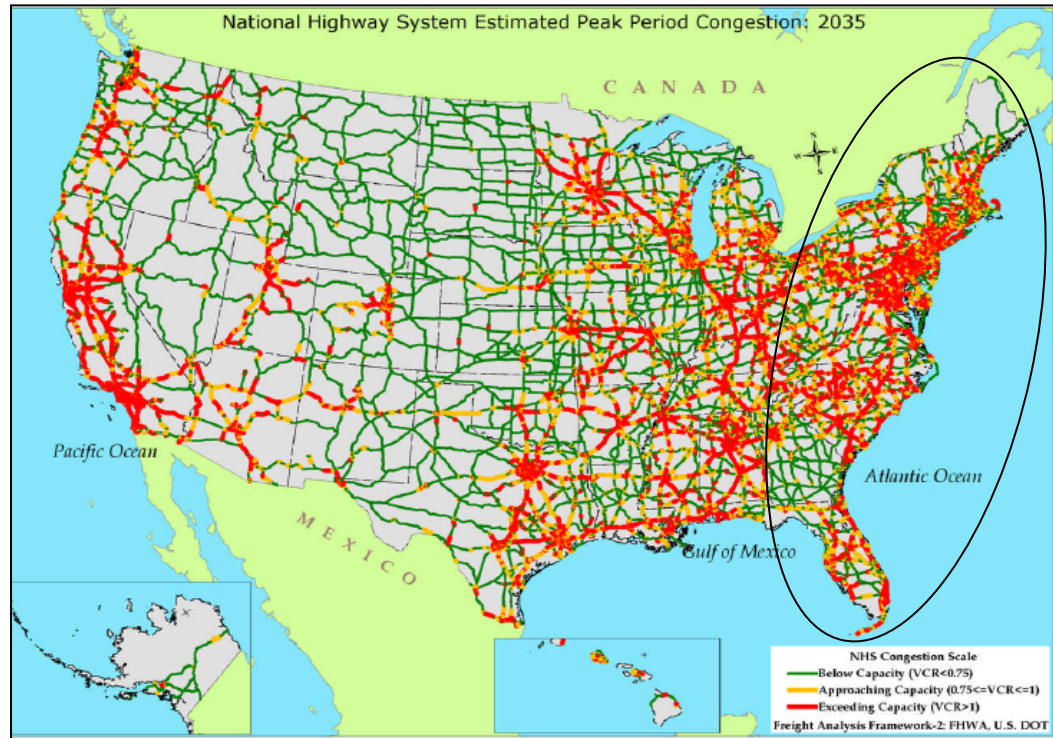 National Highway System Estimated Peak Period Congestion: 2035
CANADA
N
W E
S
Pacific Ocean
Atlantic Ocean
MEXICO
Gulf of Mexico
NHS Congestion Scale
Below Capacity (VCR<0.75)
Approaching Capacity (0.75<=VCR<=1)
Exceeding Capacity (VCR>1)
Freight Analysis Framework-2: FHWA, U.S. DOT